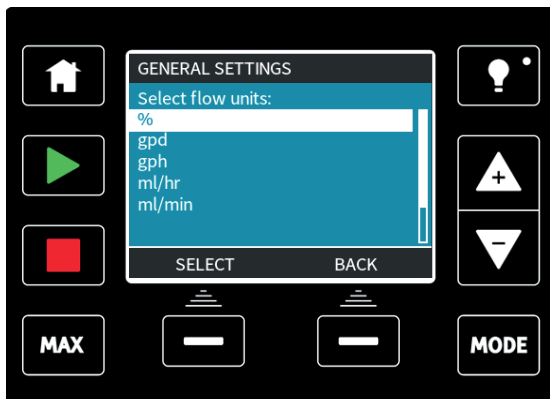 GENERAL SETTINGS
Select flow units:
%
gpd
gph
ml/hr
ml/min
SELECT BACK
MAX
MODE